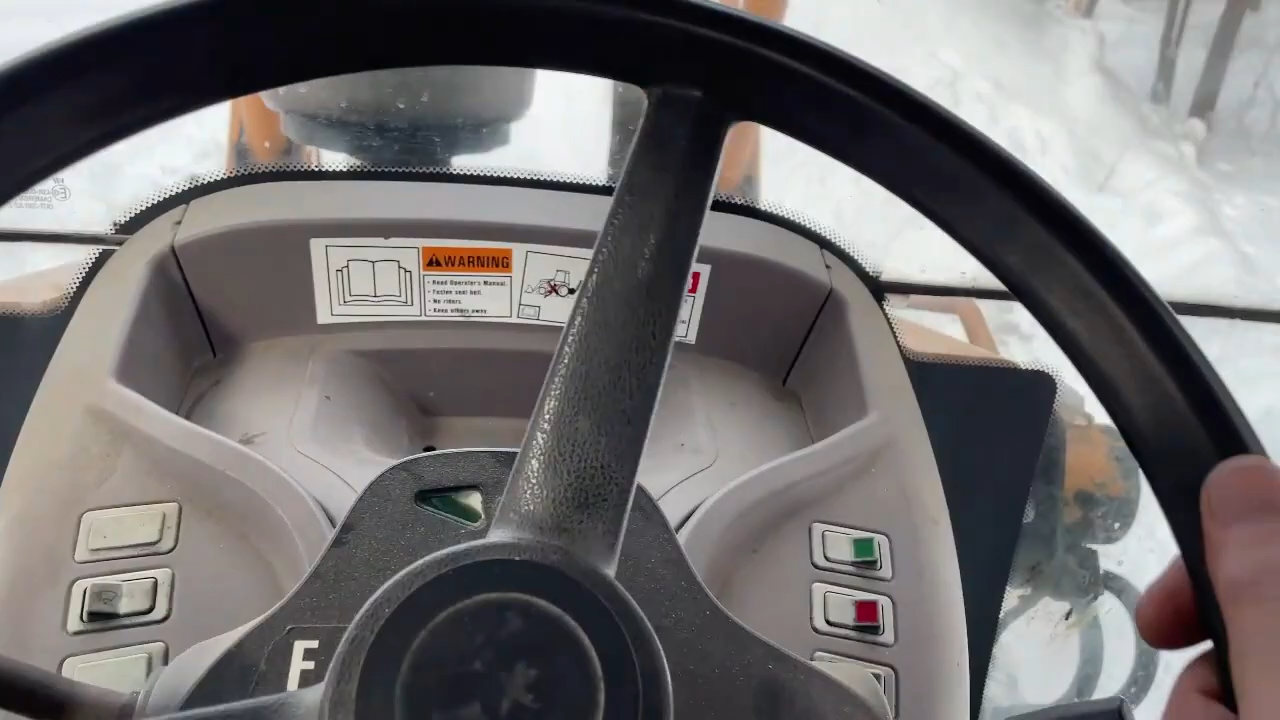 WARNING
• Read Operator's Manual.
• Fasten seat belt.
• No riders.
• Keep others away.
F